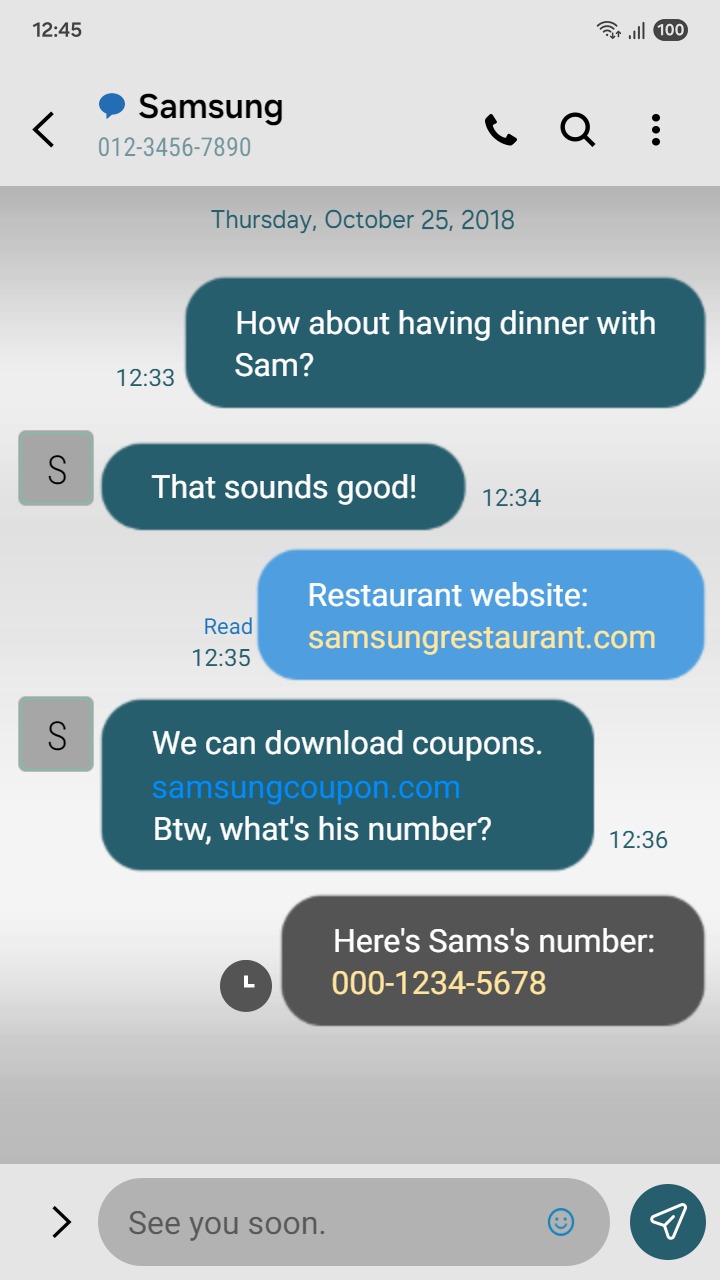 12:45
100
Samsung
012-3456-7890
Thursday, October 25, 2018
How about having dinner with
Sam?
12:33
S
That sounds good!
12:34
Restaurant website:
samsungrestaurant.com
Read
12:35
S
We can download coupons.
samsungcoupon.com
Btw, what's his number?
12:36
Here's Sams's number:
000-1234-5678
See you soon.